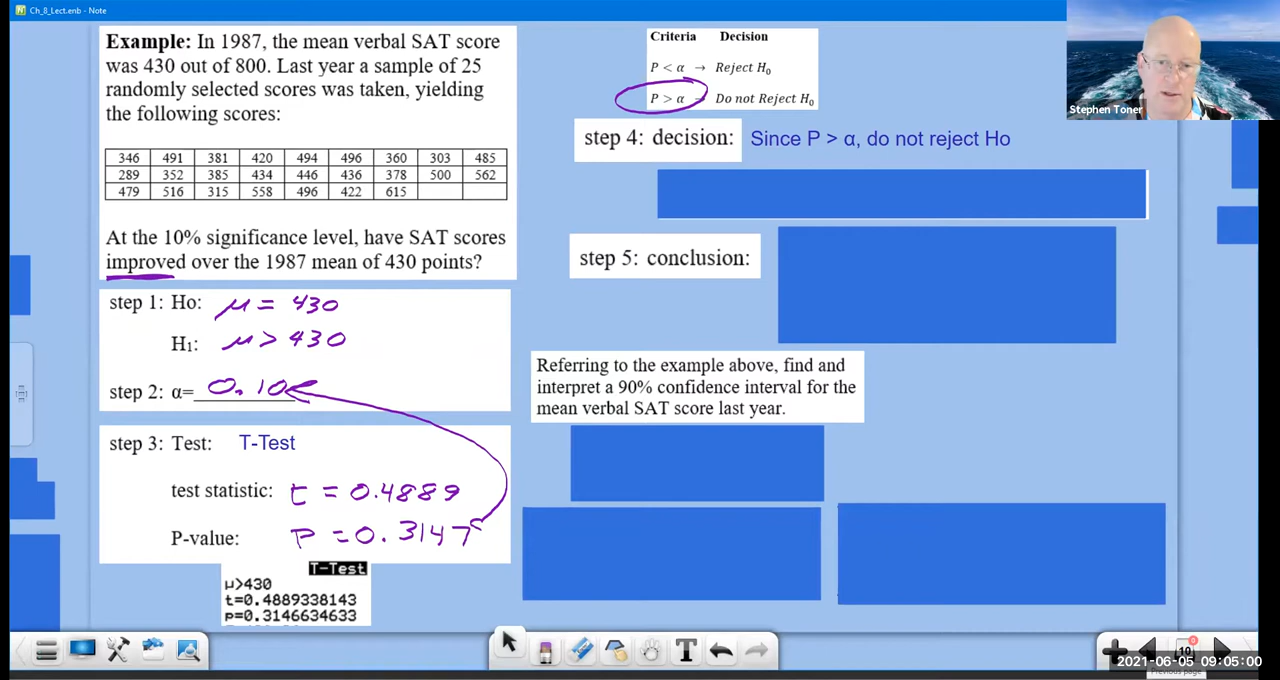 Ch_8_Lect.enb - Note
Example: In 1987, the mean verbal SAT score
was 430 out of 800. Last year a sample of 25
randomly selected scores was taken, yielding
the following scores:
346 491 381 420 494 496 360 303 485
289 352 385 434 446 436 378 500 562
479 516 315 558 496 422 615
At the 10% significance level, have SAT scores
improved over the 1987 mean of 430 points?
step 1: Ho: μ = 430
H1: μ > 430
step 2: α= 0.10
step 3: Test: T-Test
test statistic: t = 0.4889
P-value: P = 0.3147
T-Test
μ>430
t=0.4889338143
p=0.3146634633
Criteria Decision
P < α → Reject H0
P > α → Do not Reject H0
step 4: decision: Since P > α, do not reject Ho
step 5: conclusion:
Referring to the example above, find and
interpret a 90% confidence interval for the
mean verbal SAT score last year.
Stephen Toner
T
10
2021-06-05 09:05:00
Previous page